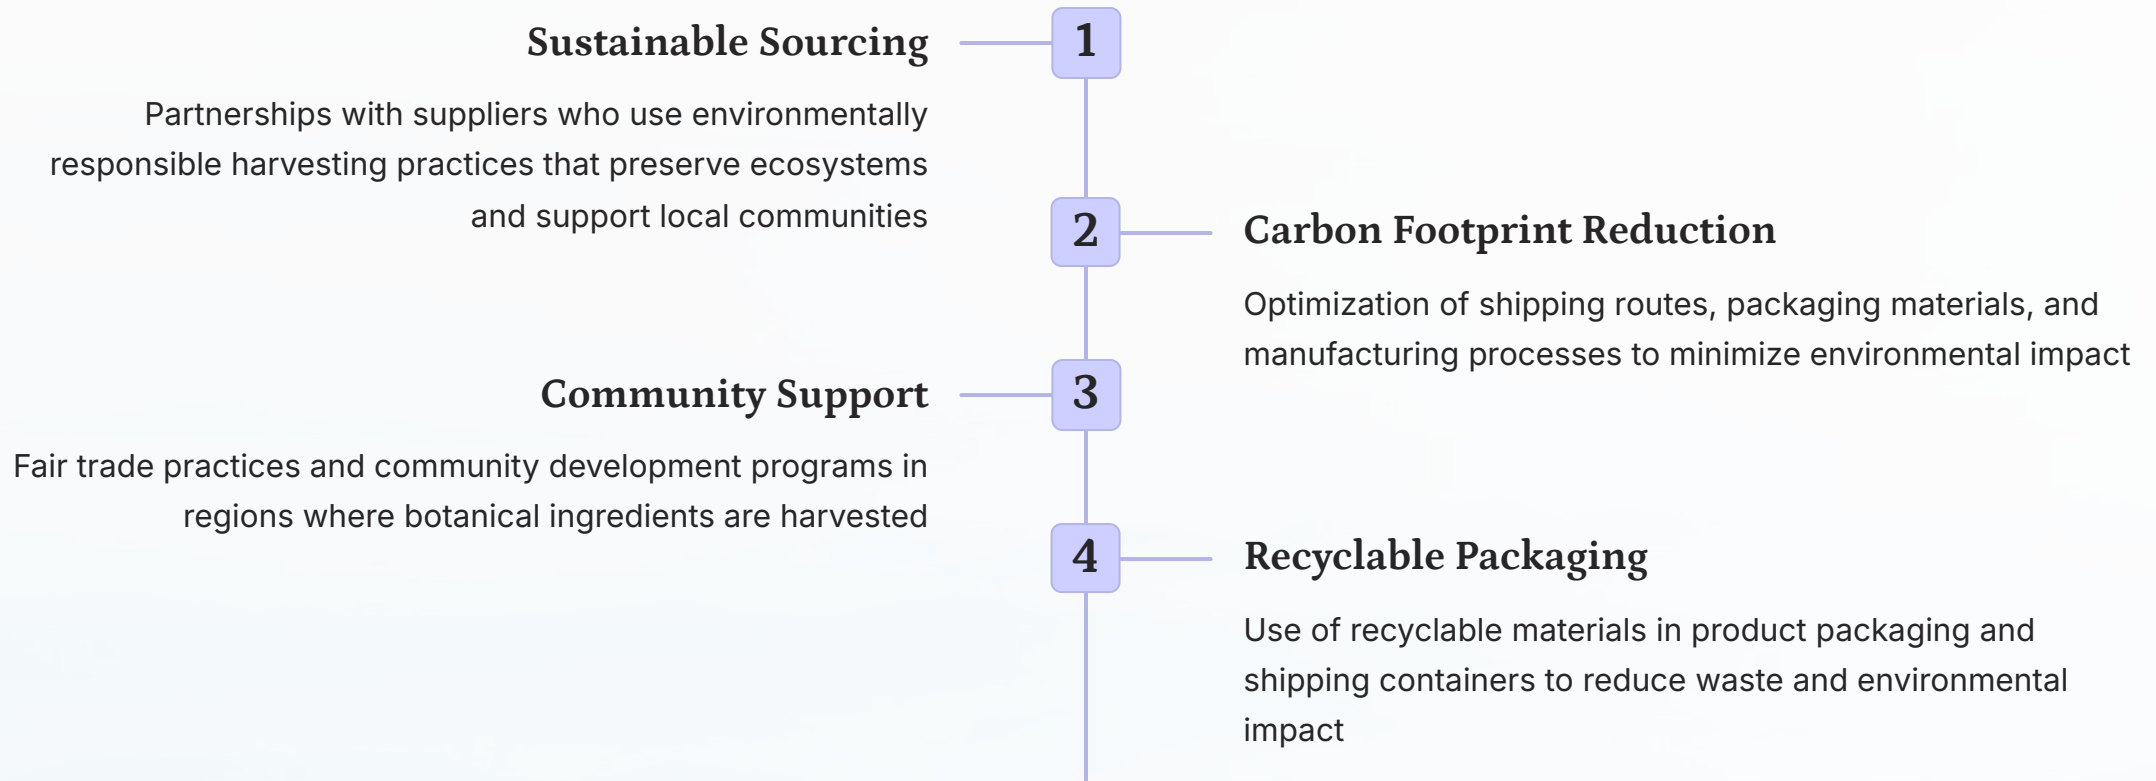 1
Sustainable Sourcing
Partnerships with suppliers who use environmentally
responsible harvesting practices that preserve ecosystems
and support local communities
2
Carbon Footprint Reduction
Optimization of shipping routes, packaging materials, and
manufacturing processes to minimize environmental impact
3
Community Support
Fair trade practices and community development programs in
regions where botanical ingredients are harvested
4
Recyclable Packaging
Use of recyclable materials in product packaging and
shipping containers to reduce waste and environmental
impact